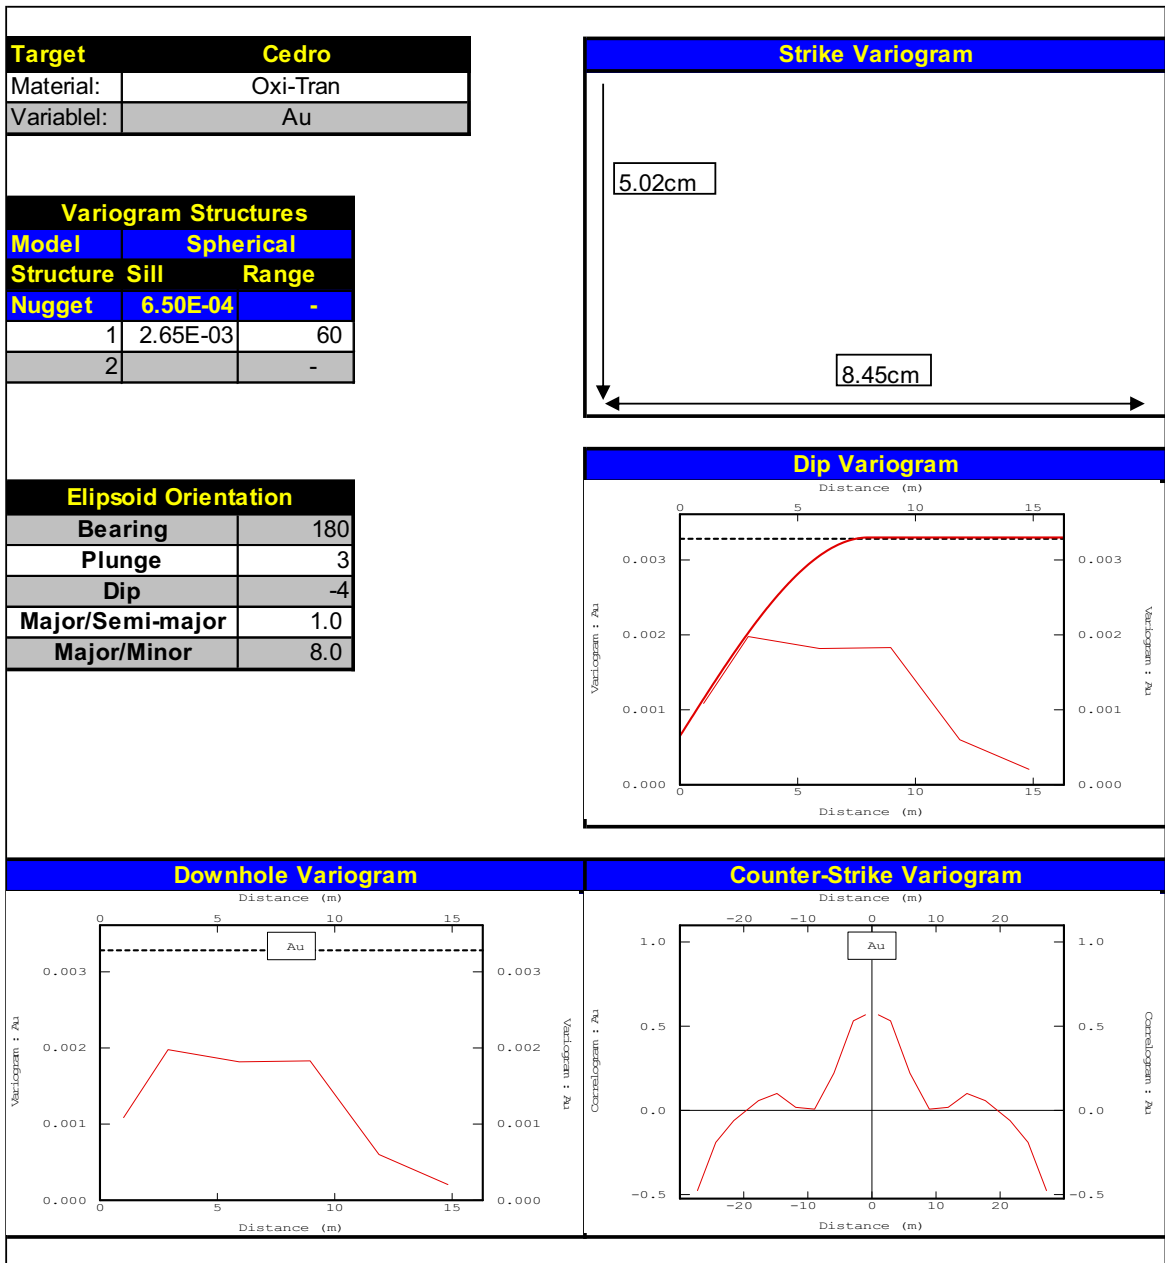 Target Cedro
Material: Oxi-Tran
Variablel: Au
Variogram Structures
Model Spherical
Structure Sill Range
Nugget 6.50E-04 -
1 2.65E-03 60
2 -
Elipsoid Orientation
Bearing 180
Plunge 3
Dip -4
Major/Semi-major 1.0
Major/Minor 8.0
Strike Variogram
5.02cm
8.45cm
Dip Variogram
Distance (m)
0 5 10 15
0.003 0.003
0.002 0.002
0.001 0.001
0.000 0.000
Variogram : Au
Variogram : Au
0 5 10 15
Distance (m)
Downhole Variogram
Distance (m)
0 5 10 15
Au
0.003 0.003
0.002 0.002
0.001 0.001
0.000 0.000
Variogram : Au
Variogram : Au
0 5 10 15
Distance (m)
Counter-Strike Variogram
Distance (m)
-20 -10 0 10 20
Au
1.0 1.0
0.5 0.5
0.0 0.0
-0.5 -0.5
Correlogram : Au
Correlogram : Au
-20 -10 0 10 20
Distance (m)